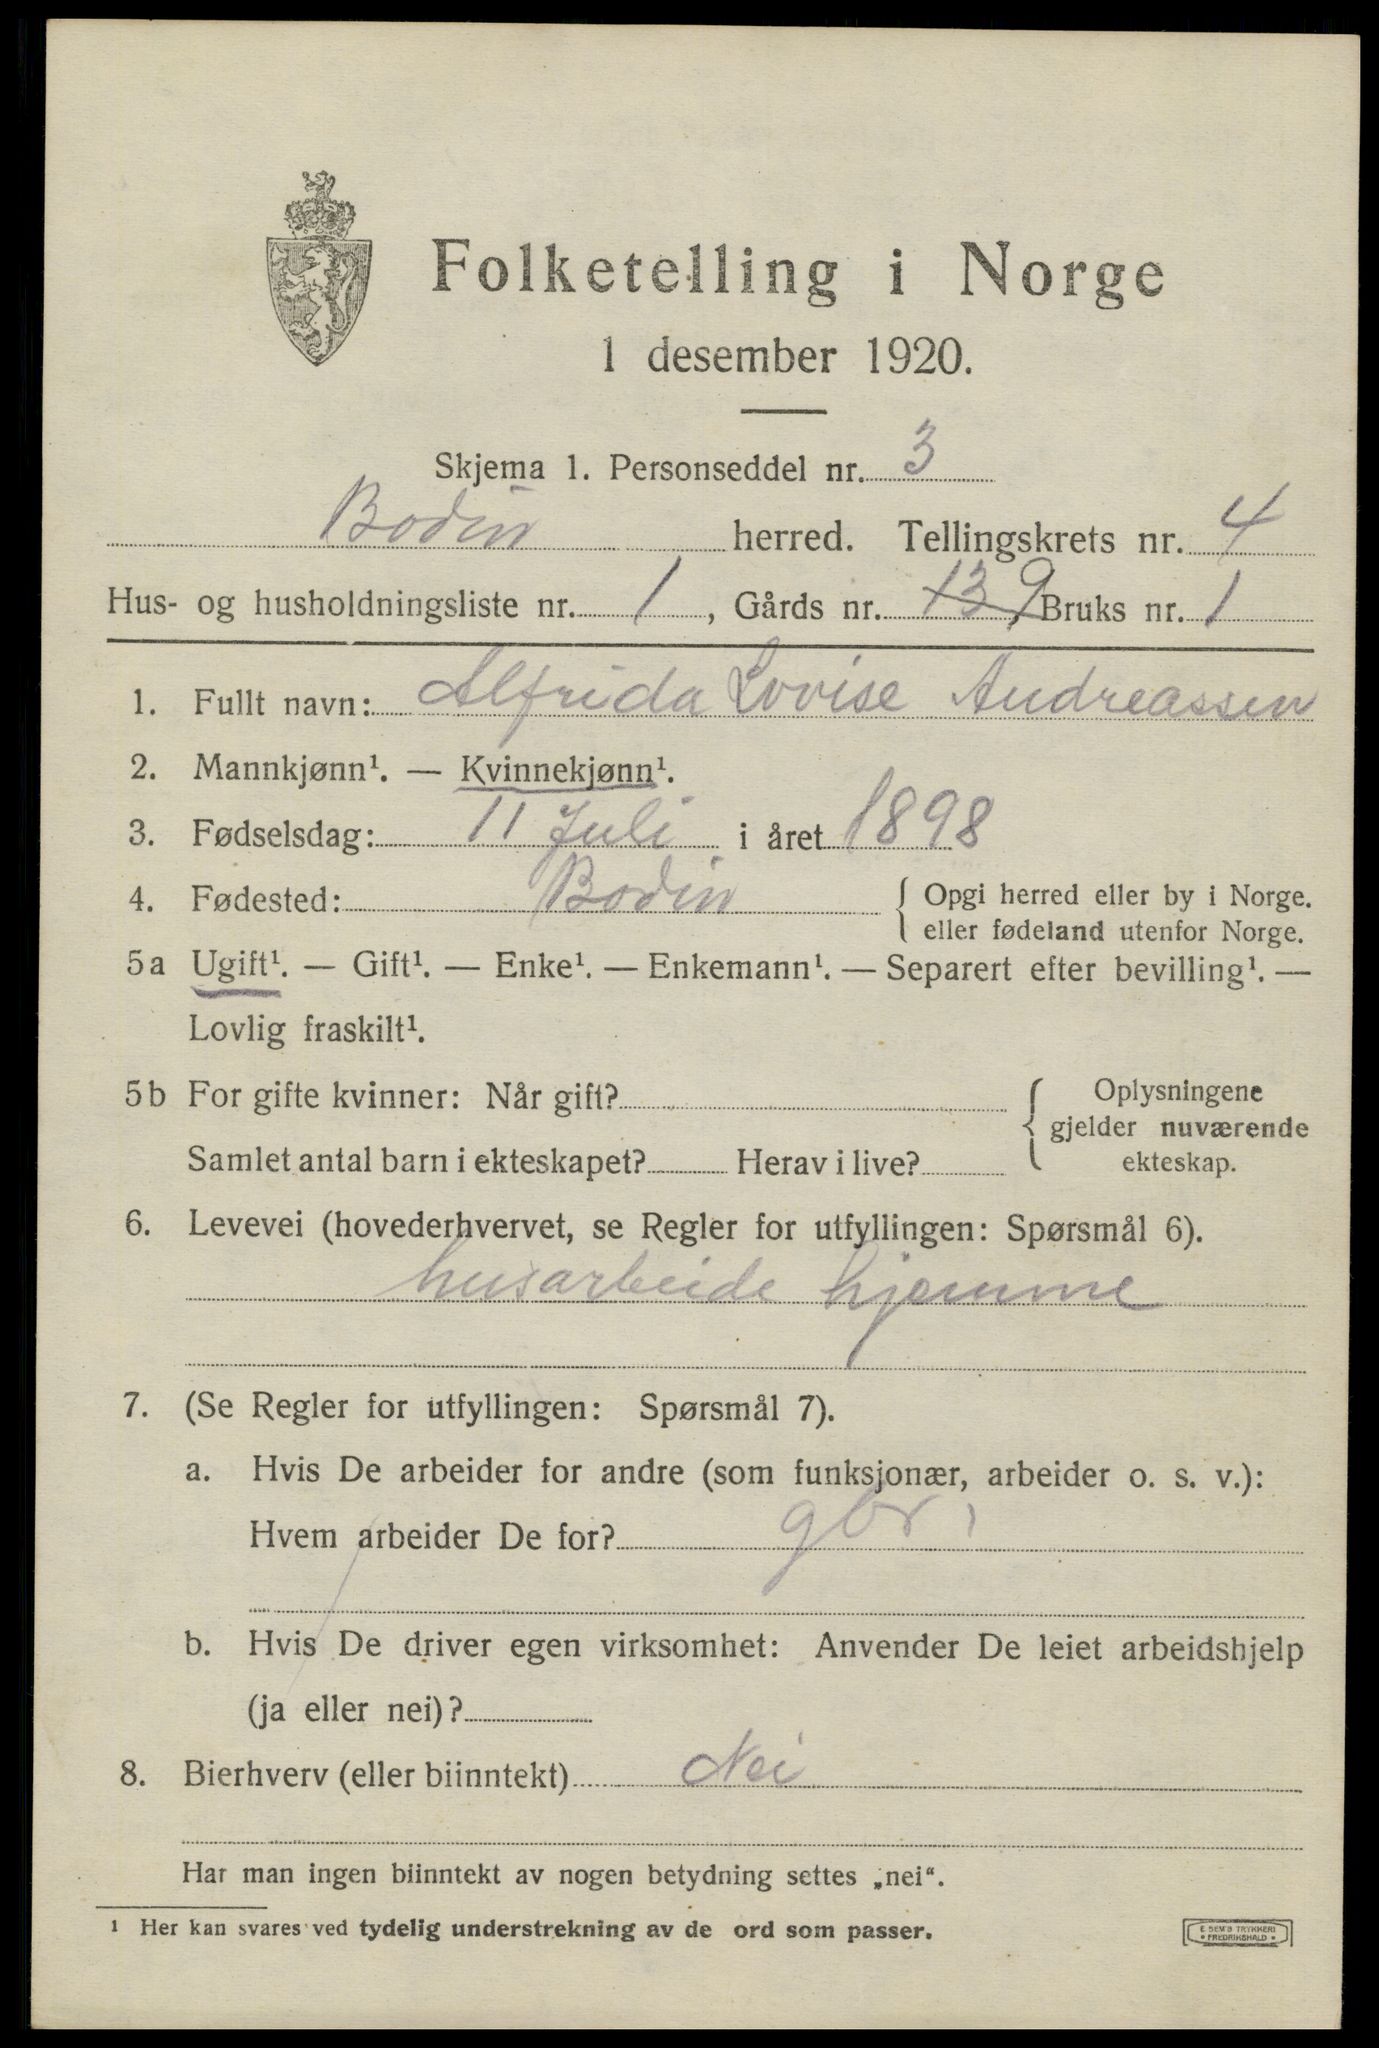 Folketelling i Norge
1 desember 1920.
Skjema 1. Personseddel nr. 3
Bodin herred. Tellingskrets nr. 4
Hus- og husholdningsliste nr. 1, Gårds nr. 13 9 Bruks nr. 1
1. Fullt navn: Alfrida Lovise Andreassen
2. Mannkjønn¹. — Kvinnekjønn¹.
3. Fødselsdag: 11 Juli i året 1898
4. Fødested: Bodin { Opgi herred eller by i Norge.
eller fødeland utenfor Norge.
5a Ugift¹. — Gift¹. — Enke¹. — Enkemann¹. — Separert efter bevilling¹. —
Lovlig fraskilt¹.
5b For gifte kvinner: Når gift? { Oplysningene
gjelder nuværende
Samlet antal barn i ekteskapet? Herav i live? ekteskap.
6. Levevei (hovederhvervet, se Regler for utfyllingen: Spørsmål 6).
husarbeide hjemme
7. (Se Regler for utfyllingen: Spørsmål 7).
a. Hvis De arbeider for andre (som funksjonær, arbeider o. s. v.):
Hvem arbeider De for? gbr
b. Hvis De driver egen virksomhet: Anvender De leiet arbeidshjelp
(ja eller nei)?
8. Bierhverv (eller biinntekt) Nei
Har man ingen biinntekt av nogen betydning settes „nei“.
¹ Her kan svares ved tydelig understrekning av de ord som passer.
E SEM'S TRYKKERI
• FREDRIKSHALD •